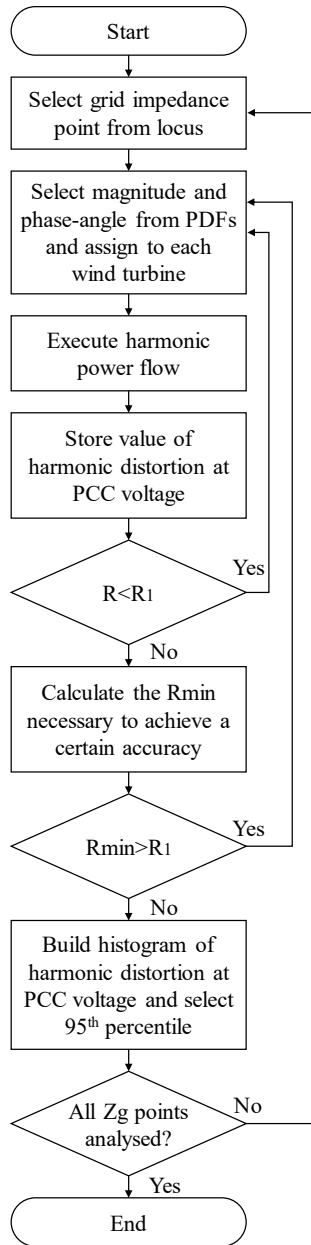 Start
Select grid impedance
point from locus
Select magnitude and
phase-angle from PDFs
and assign to each
wind turbine
Execute harmonic
power flow
Store value of
harmonic distortion at
PCC voltage
Yes
R<R1
No
Calculate the Rmin
necessary to achieve a
certain accuracy
Yes
Rmin>R1
No
Build histogram of
harmonic distortion at
PCC voltage and select
95th percentile
All Zg points
analysed?
No
Yes
End